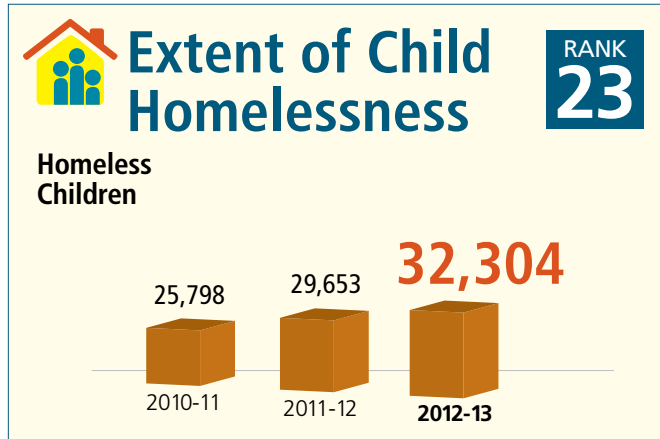 Extent of Child
Homelessness
RANK
23
Homeless
Children
25,798
29,653
32,304
2010-11
2011-12
2012-13